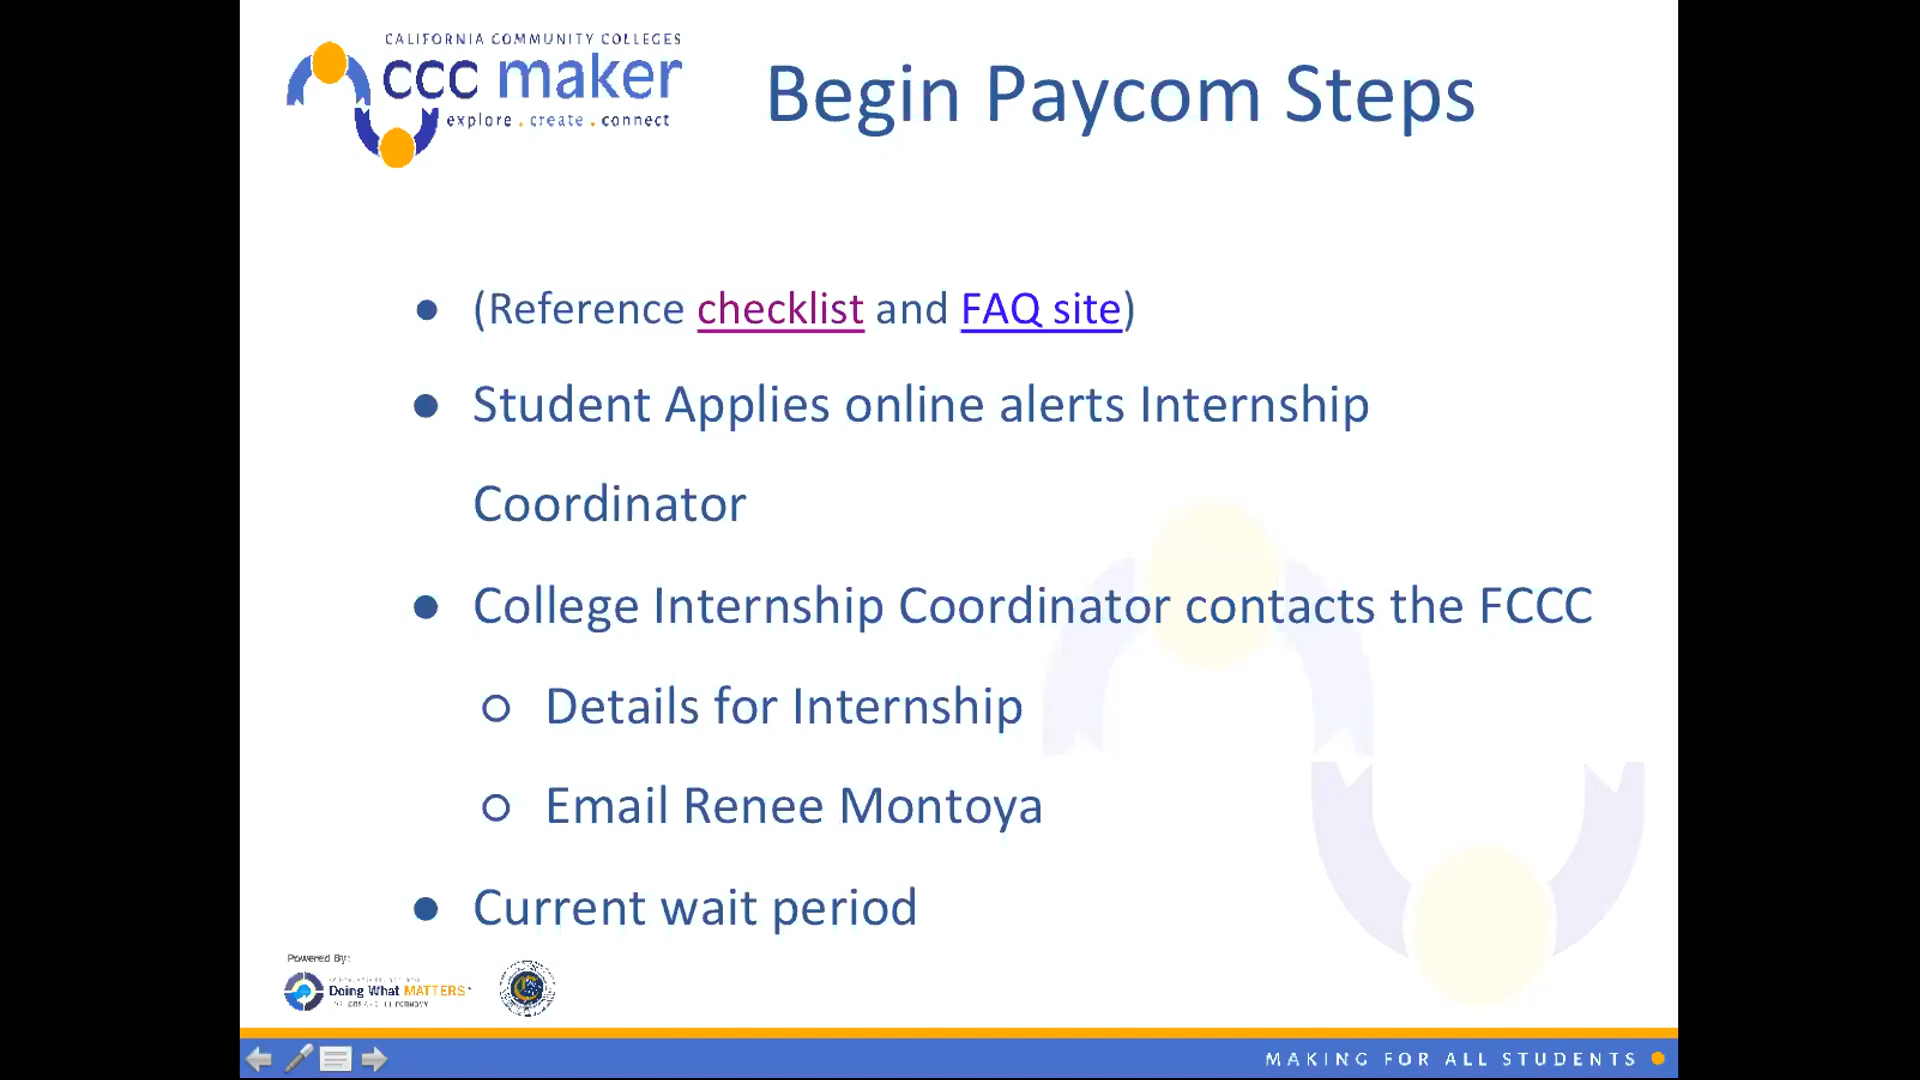 CALIFORNIA COMMUNITY COLLEGES
ccc maker
explore . create . connect
Begin Paycom Steps
● (Reference checklist and FAQ site)
● Student Applies online alerts Internship
Coordinator
● College Internship Coordinator contacts the FCCC
○ Details for Internship
○ Email Renee Montoya
● Current wait period
Powered By:
Doing What MATTERS
MAKING FOR ALL STUDENTS